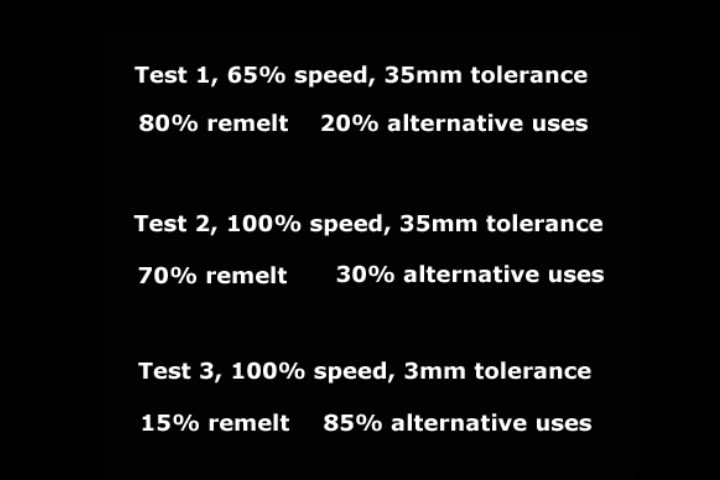 Test 1, 65% speed, 35mm tolerance
80% remelt 20% alternative uses
Test 2, 100% speed, 35mm tolerance
70% remelt 30% alternative uses
Test 3, 100% speed, 3mm tolerance
15% remelt 85% alternative uses